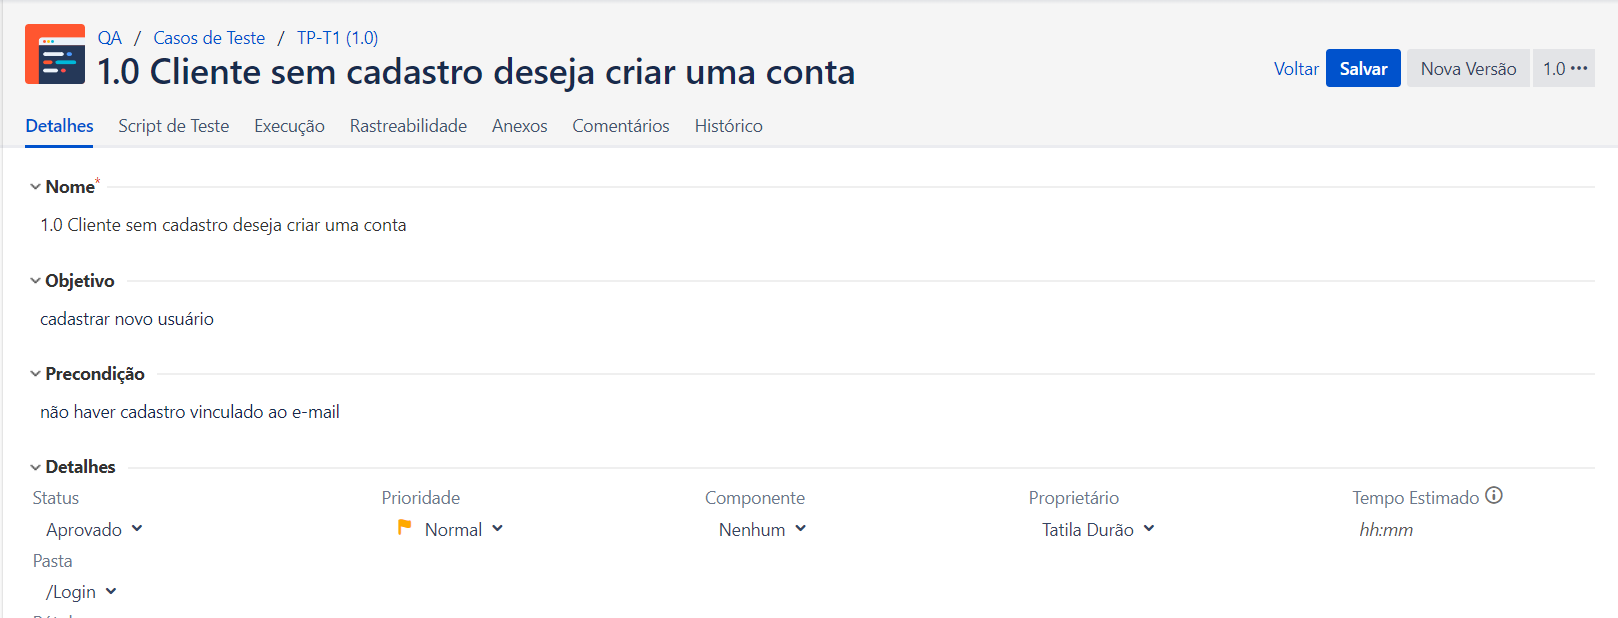 QA / Casos de Teste / TP-T1 (1.0)
1.0 Cliente sem cadastro deseja criar uma conta
Voltar Salvar Nova Versão 1.0 •••
Detalhes Script de Teste Execução Rastreabilidade Anexos Comentários Histórico
Nome*
1.0 Cliente sem cadastro deseja criar uma conta
Objetivo
cadastrar novo usuário
Precondição
não haver cadastro vinculado ao e-mail
Detalhes
Status Prioridade Componente Proprietário Tempo Estimado
Aprovado Normal Nenhum Tatila Durão hh:mm
Pasta
/Login